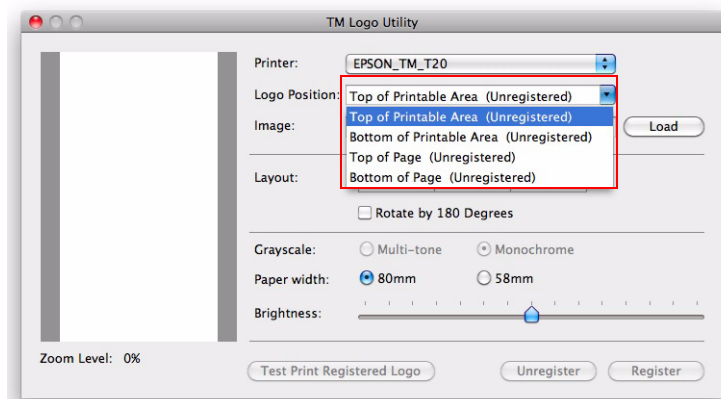 TM Logo Utility
Printer: EPSON_TM_T20
Logo Position: Top of Printable Area (Unregistered)
Top of Printable Area (Unregistered)
Image: Bottom of Printable Area (Unregistered) Load
Top of Page (Unregistered)
Layout: Bottom of Page (Unregistered)
Rotate by 180 Degrees
Grayscale: Multi-tone Monochrome
Paper width: 80mm 58mm
Brightness:
Zoom Level: 0%
Test Print Registered Logo Unregister Register